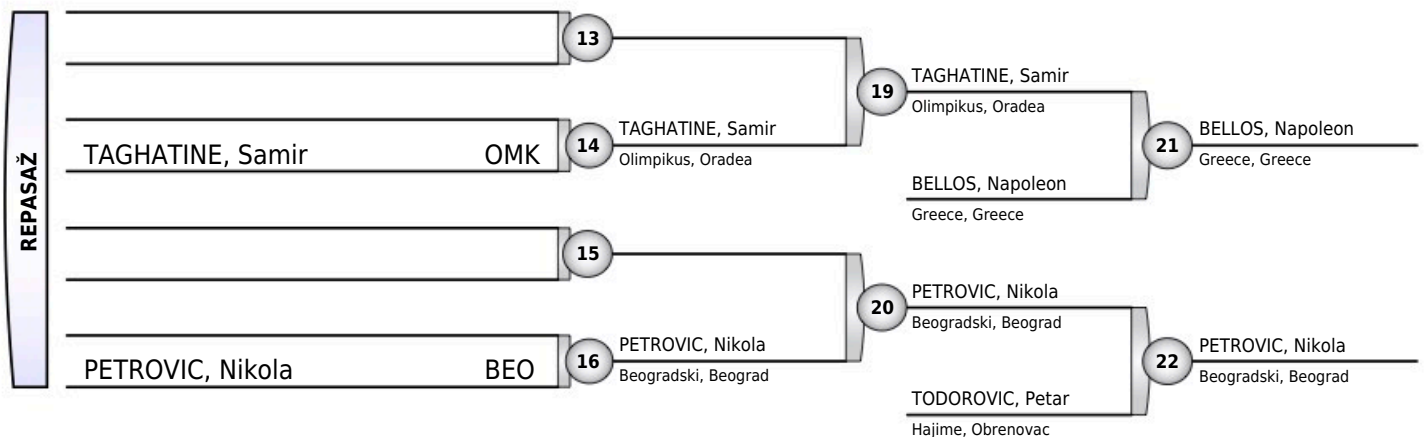 REPASAŽ
13
TAGHATINE, Samir OMK
14
TAGHATINE, Samir
Olimpikus, Oradea
19
TAGHATINE, Samir
Olimpikus, Oradea
BELLOS, Napoleon
Greece, Greece
21
BELLOS, Napoleon
Greece, Greece
15
PETROVIC, Nikola BEO
16
PETROVIC, Nikola
Beogradski, Beograd
20
PETROVIC, Nikola
Beogradski, Beograd
TODOROVIC, Petar
Hajime, Obrenovac
22
PETROVIC, Nikola
Beogradski, Beograd